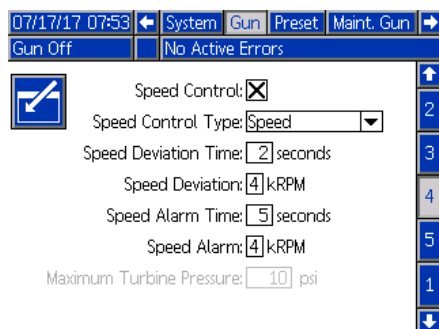 07/17/17 07:53 System Gun Preset Maint. Gun
Gun Off No Active Errors
Speed Control:
Speed Control Type: Speed
Speed Deviation Time: 2 seconds
Speed Deviation: 4 kRPM
Speed Alarm Time: 5 seconds
Speed Alarm: 4 kRPM
Maximum Turbine Pressure: 10 psi
2
3
4
5
1